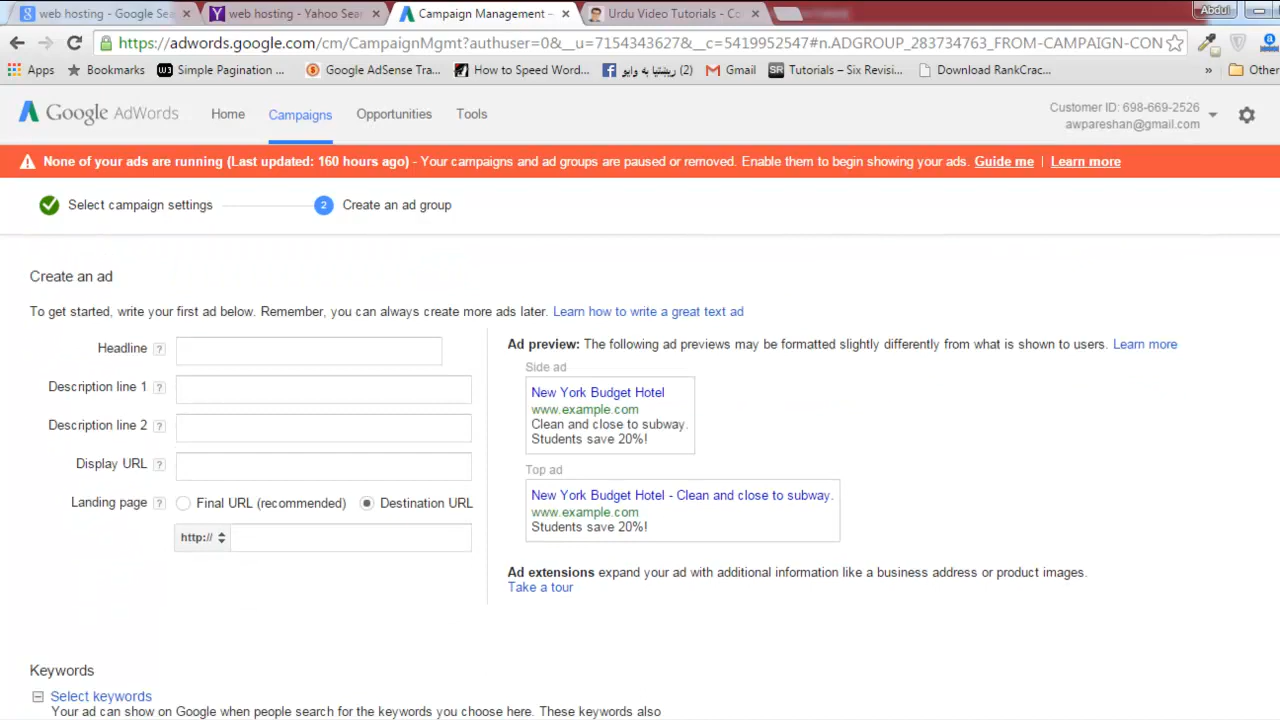 web hosting - Google Sea
web hosting - Yahoo Sear
Campaign Management –
Urdu Video Tutorials - Co
Abdul
https://adwords.google.com/cm/CampaignMgmt?authuser=0&__u=7154343627&__c=5419952547#n.ADGROUP_283734763_FROM-CAMPAIGN-CON
Apps
Bookmarks
Simple Pagination ...
Google AdSense Tra...
How to Speed Word...
(2) ریښتیا به وایو
Gmail
SR Tutorials – Six Revisi...
Download RankCrac...
»
Other
Google AdWords
Home
Campaigns
Opportunities
Tools
Customer ID: 698-669-2526
awpareshan@gmail.com
None of your ads are running (Last updated: 160 hours ago) - Your campaigns and ad groups are paused or removed. Enable them to begin showing your ads. Guide me | Learn more
Select campaign settings
2 Create an ad group
Create an ad
To get started, write your first ad below. Remember, you can always create more ads later. Learn how to write a great text ad
Headline ?
Description line 1 ?
Description line 2 ?
Display URL ?
Landing page ? Final URL (recommended) Destination URL
http://
Ad preview: The following ad previews may be formatted slightly differently from what is shown to users. Learn more
Side ad
New York Budget Hotel
www.example.com
Clean and close to subway.
Students save 20%!
Top ad
New York Budget Hotel - Clean and close to subway.
www.example.com
Students save 20%!
Ad extensions expand your ad with additional information like a business address or product images.
Take a tour
Keywords
Select keywords
Your ad can show on Google when people search for the keywords you choose here. These keywords also